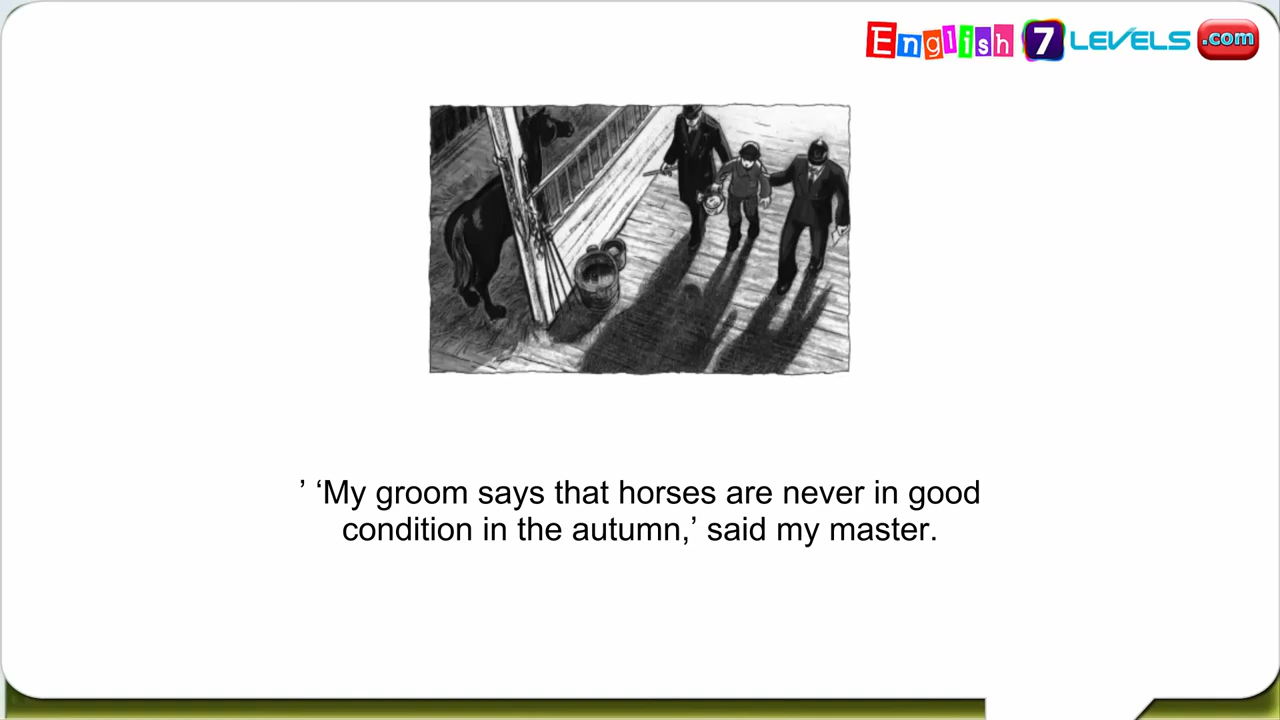 English 7 LEVELS .com
’ ‘My groom says that horses are never in good
condition in the autumn,’ said my master.